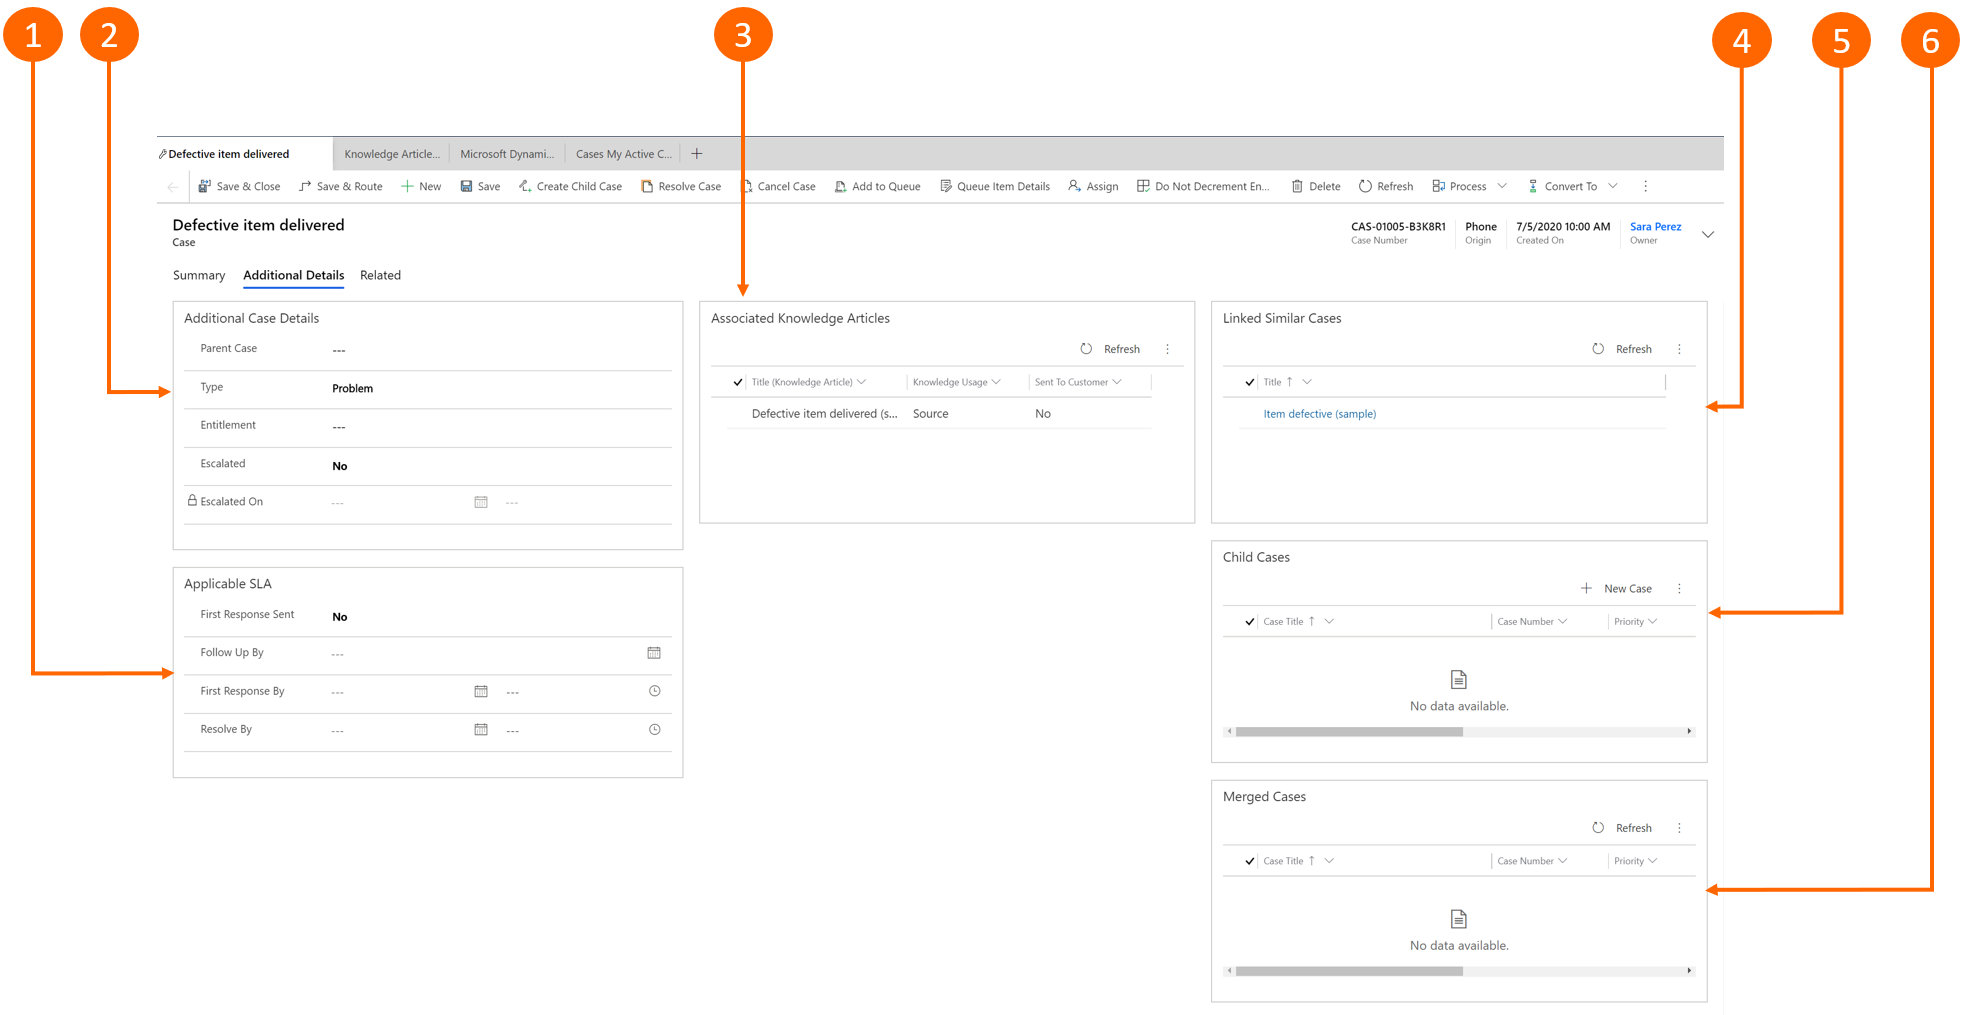 1 2 3 4 5 6
Defective item delivered Knowledge Article... Microsoft Dynami... Cases My Active C...
Save & Close Save & Route New Save Create Child Case Resolve Case Cancel Case Add to Queue Queue Item Details Assign Do Not Decrement En... Delete Refresh Process Convert To
Defective item delivered
Case
CAS-01005-B3K8R1 Phone 7/5/2020 10:00 AM Sara Perez
Case Number Origin Created On Owner
Summary Additional Details Related
Additional Case Details
Parent Case ---
Type Problem
Entitlement ---
Escalated No
Escalated On --- ---
Applicable SLA
First Response Sent No
Follow Up By ---
First Response By --- ---
Resolve By --- ---
Associated Knowledge Articles
Refresh
Title (Knowledge Article) Knowledge Usage Sent To Customer
Defective item delivered (s... Source No
Linked Similar Cases
Refresh
Title ↑
Item defective (sample)
Child Cases
New Case
Case Title ↑ Case Number Priority
No data available.
Merged Cases
Refresh
Case Title ↑ Case Number Priority
No data available.